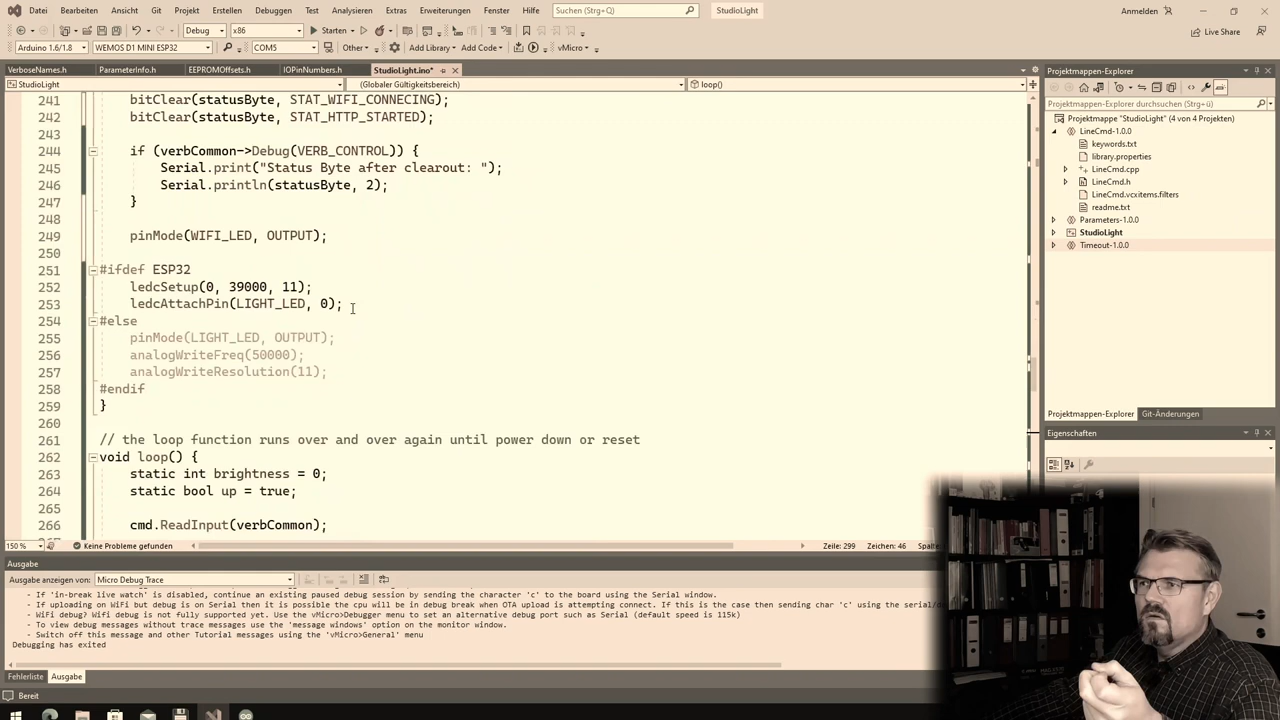 Datei Bearbeiten Ansicht Git Projekt Erstellen Debuggen Test Analysieren Extras Erweiterungen Fenster Hilfe Suchen (Strg+Q) StudioLight Anmelden
Debug x86 Starten Live Share
Arduino 1.6/1.8 WEMOS D1 MINI ESP32 COM5 Other Add Library Add Code vMicro
VerboseNames.h ParameterInfo.h EEPROMOffsets.h IOPinNumbers.h StudioLight.ino*
StudioLight (Globaler Gültigkeitsbereich) loop()
241 bitClear(statusByte, STAT_WIFI_CONNECING);
242 bitClear(statusByte, STAT_HTTP_STARTED);
243
244 if (verbCommon->Debug(VERB_CONTROL)) {
245 Serial.print("Status Byte after clearout: ");
246 Serial.println(statusByte, 2);
247 }
248
249 pinMode(WIFI_LED, OUTPUT);
250
251 #ifdef ESP32
252 ledcSetup(0, 39000, 11);
253 ledcAttachPin(LIGHT_LED, 0);
254 #else
255 pinMode(LIGHT_LED, OUTPUT);
256 analogWriteFreq(50000);
257 analogWriteResolution(11);
258 #endif
259 }
260
261 // the loop function runs over and over again until power down or reset
262 void loop() {
263 static int brightness = 0;
264 static bool up = true;
265
266 cmd.ReadInput(verbCommon);
150 % Keine Probleme gefunden Zeile: 299 Zeichen: 46
Projektmappen-Explorer
Projektmappen-Explorer durchsuchen (Strg+ü)
Projektmappe "StudioLight" (4 von 4 Projekten)
LineCmd-1.0.0
keywords.txt
library.properties
LineCmd.cpp
LineCmd.h
LineCmd.vcxitems.filters
readme.txt
Parameters-1.0.0
StudioLight
Timeout-1.0.0
Projektmappen-Explorer Git-Änderungen
Eigenschaften
Ausgabe
Ausgabe anzeigen von: Micro Debug Trace
- If 'in-break live watch' is disabled, continue an existing paused debug session by sending the character 'c' to the board using the Serial window.
- If uploading on WiFi but debug is on Serial then it is possible the cpu will be in debug break when OTA upload is attempting connect. If this is the case then sending char 'c' using the
- WiFi debug? Wifi debug is not fully supported yet. Use the vMicro>Debugger menu to set an alternative debug port such as Serial (default speed is 115k)
- To view debug messages without trace messages use the 'message windows' option on the monitor window.
- Switch off this message and other Tutorial messages using the 'vMicro>General' menu
Debugging has exited
Fehlerliste Ausgabe
Bereit